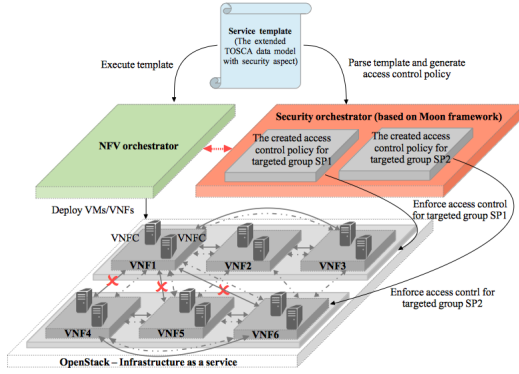 Service template
(The extended
TOSCA data model
with security aspect)
Execute template
Parse template and generate
access control policy
Security orchestrator (based on Moon framework)
NFV orchestrator
The created access
control policy for
targeted group SP1
The created access
control policy for
targeted group SP2
Deploy VMs/VNFs
Enforce access control
for targeted group SP1
VNFC
VNFC
VNF1
VNF2
VNF3
Enforce access contrl for
targeted group SP2
VNF4
VNF5
VNF6
OpenStack – Infrastructure as a service